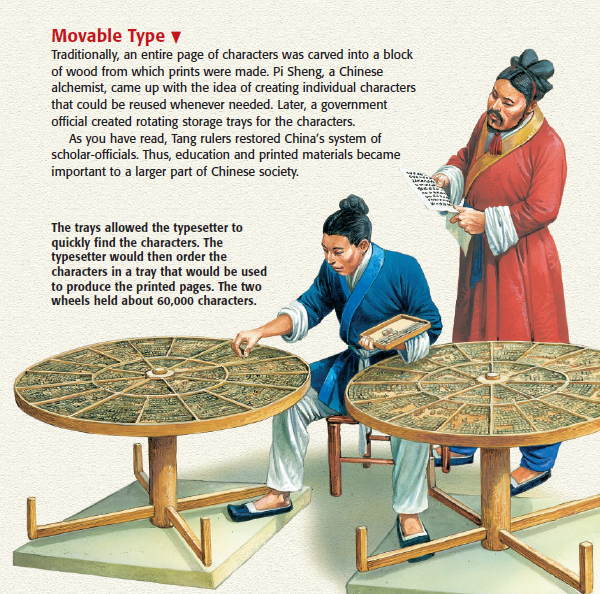 Movable Type ▼
Traditionally, an entire page of characters was carved into a block
of wood from which prints were made. Pi Sheng, a Chinese
alchemist, came up with the idea of creating individual characters
that could be reused whenever needed. Later, a government
official created rotating storage trays for the characters.
As you have read, Tang rulers restored China's system of
scholar-officials. Thus, education and printed materials became
important to a larger part of Chinese society.
The trays allowed the typesetter to
quickly find the characters. The
typesetter would then order the
characters in a tray that would be used
to produce the printed pages. The two
wheels held about 60,000 characters.